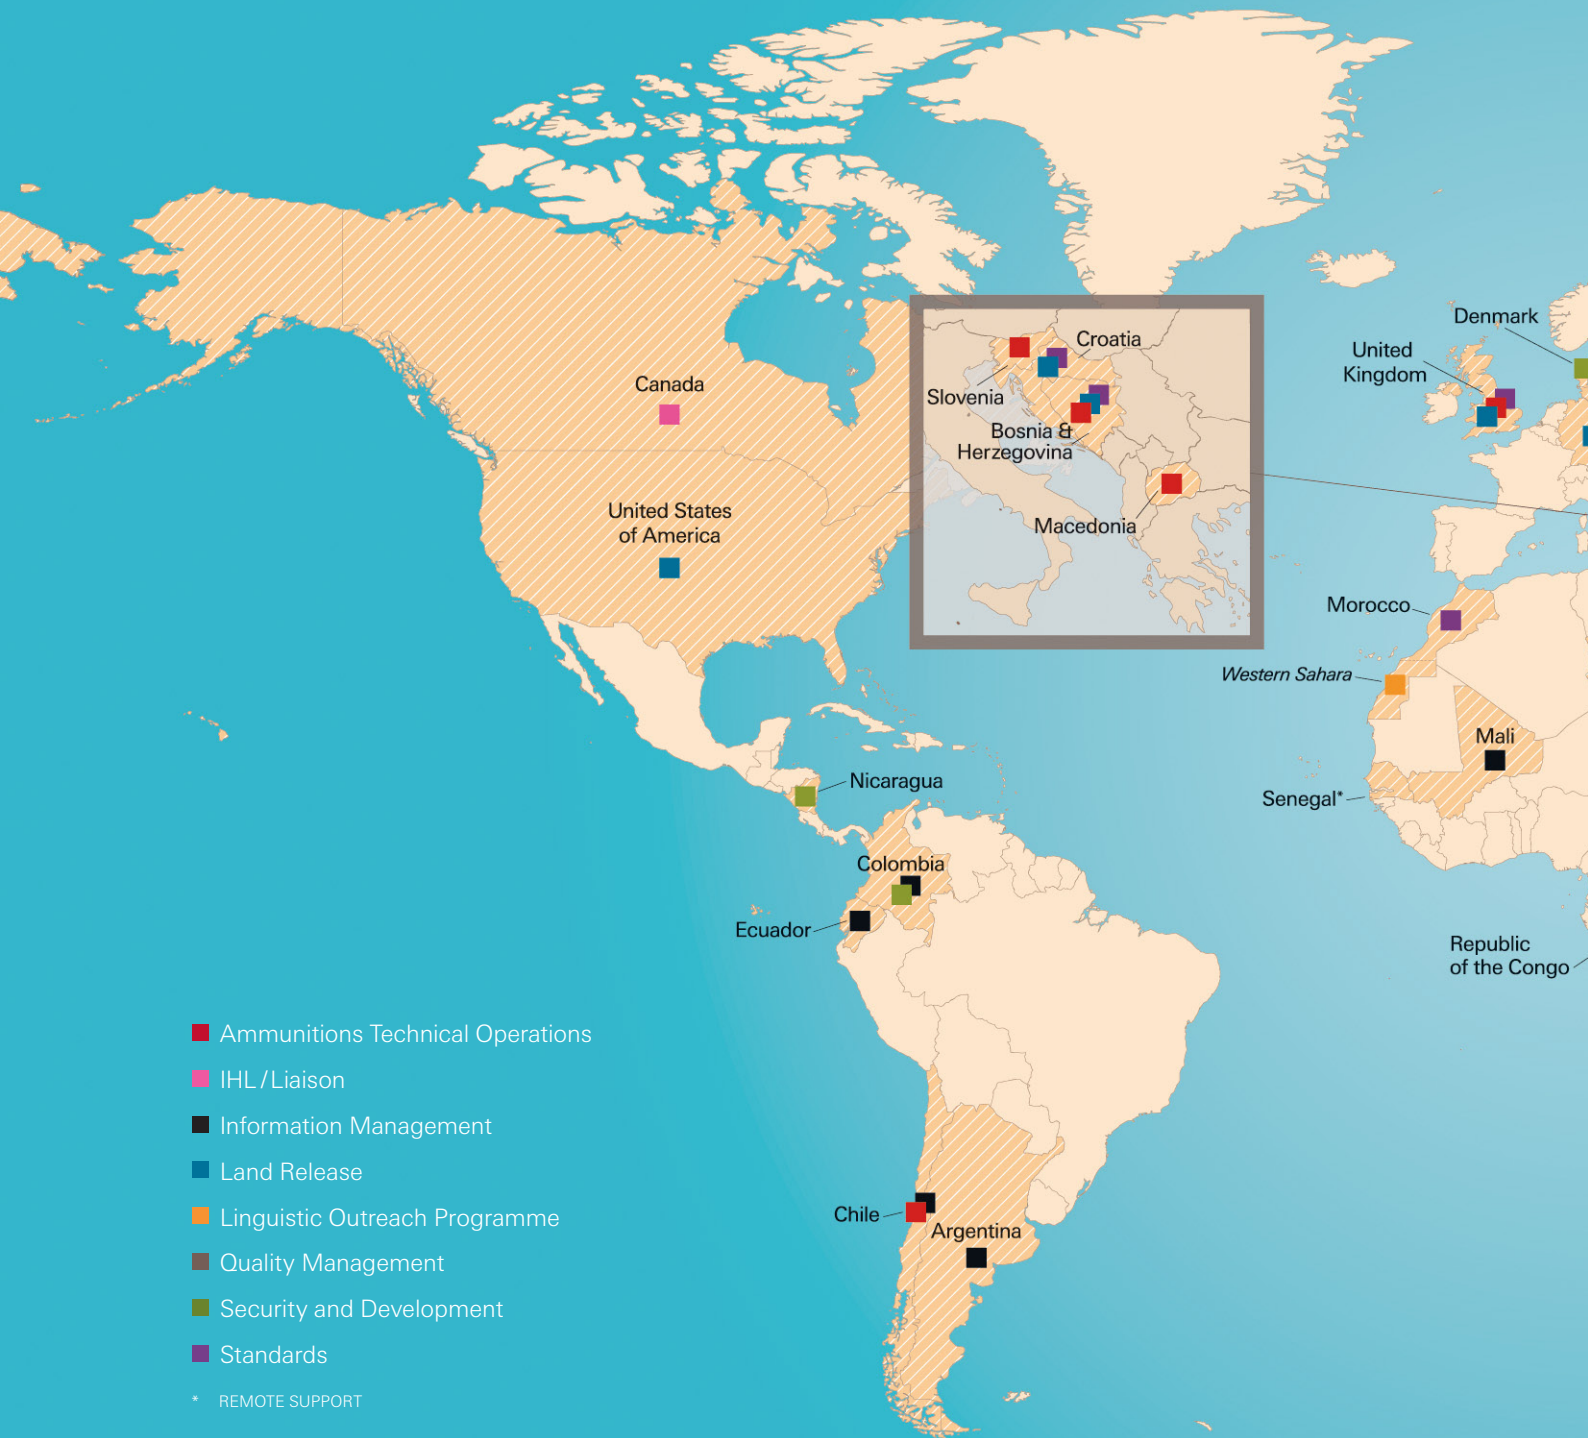 Canada
United States
of America
Croatia
Slovenia
Bosnia &
Herzegovina
Macedonia
Denmark
United
Kingdom
Morocco
Western Sahara
Mali
Senegal*
Nicaragua
Colombia
Ecuador
Republic
of the Congo
Chile
Argentina
Ammunitions Technical Operations
IHL/Liaison
Information Management
Land Release
Linguistic Outreach Programme
Quality Management
Security and Development
Standards
* REMOTE SUPPORT